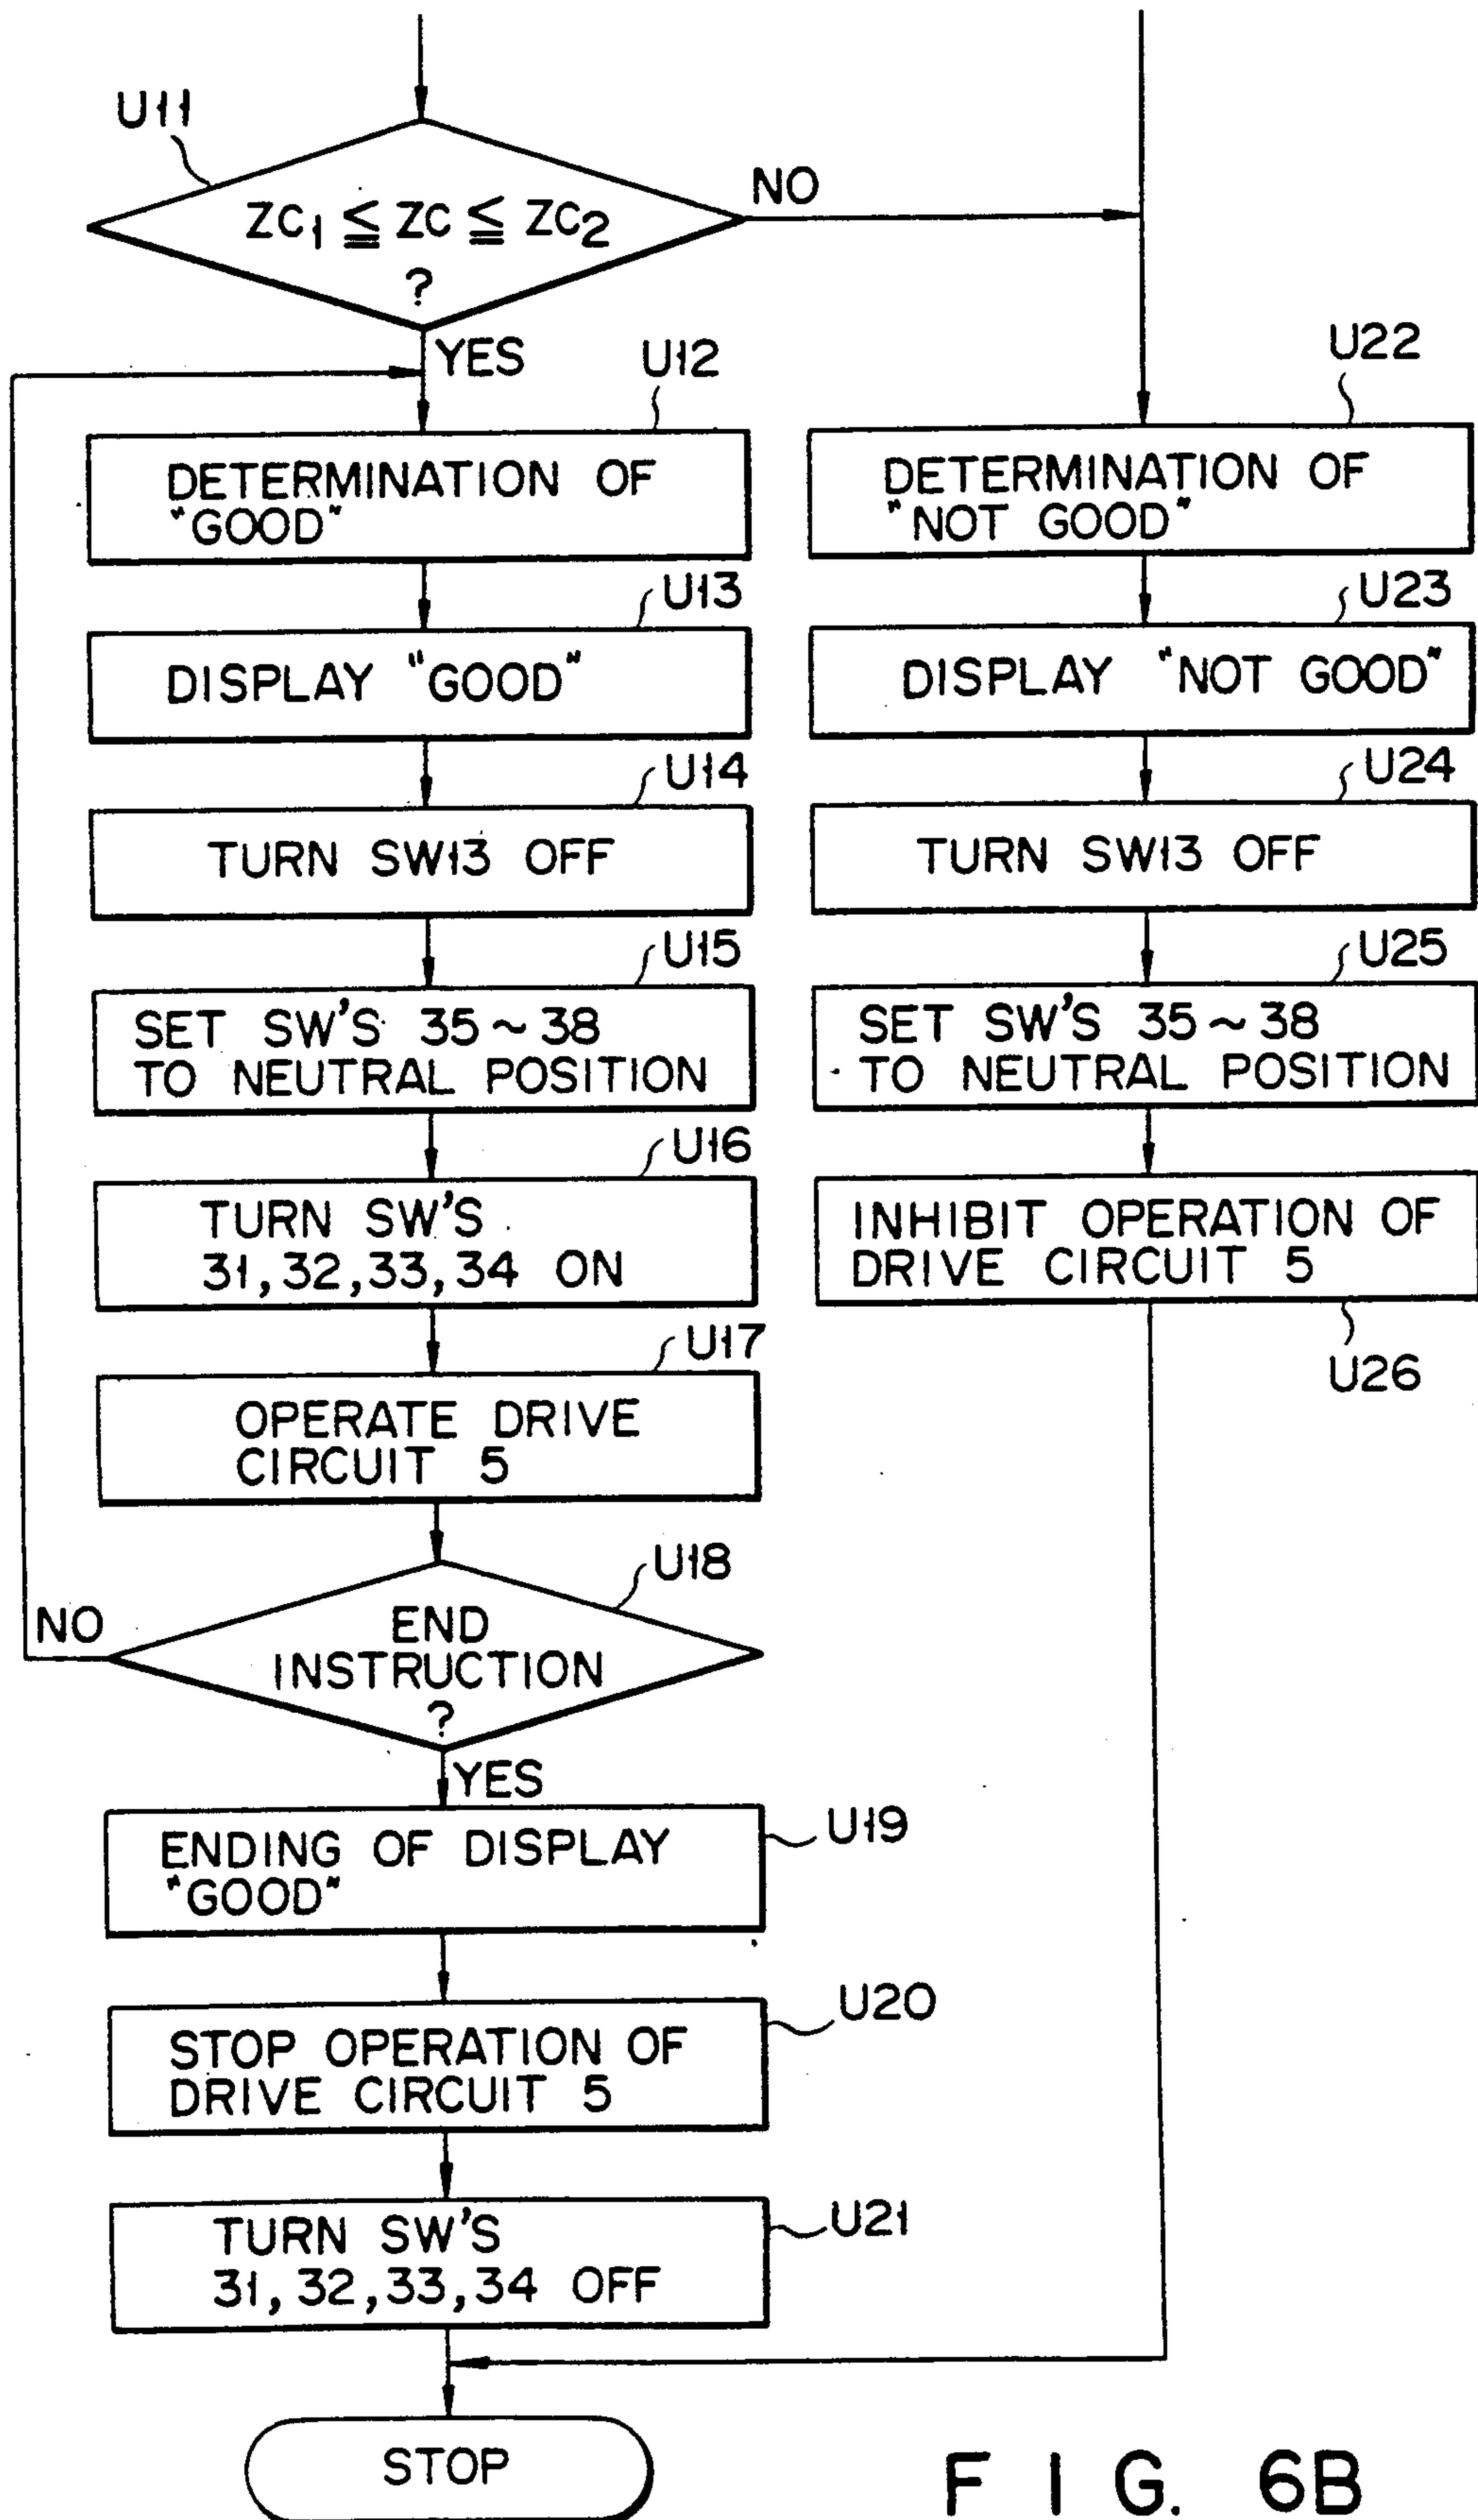 U11
ZC1 ≦ ZC ≦ ZC2
?
NO
YES
U12
DETERMINATION OF
"GOOD"
U13
DISPLAY "GOOD"
U14
TURN SW13 OFF
U15
SET SW'S 35~38
TO NEUTRAL POSITION
U16
TURN SW'S
31,32,33,34 ON
U17
OPERATE DRIVE
CIRCUIT 5
U18
END
INSTRUCTION
?
NO
YES
U19
ENDING OF DISPLAY
"GOOD"
U20
STOP OPERATION OF
DRIVE CIRCUIT 5
U21
TURN SW'S
31,32,33,34 OFF
STOP
U22
DETERMINATION OF
"NOT GOOD"
U23
DISPLAY "NOT GOOD"
U24
TURN SW13 OFF
U25
SET SW'S 35~38
TO NEUTRAL POSITION
INHIBIT OPERATION OF
DRIVE CIRCUIT 5
U26
FIG. 6B